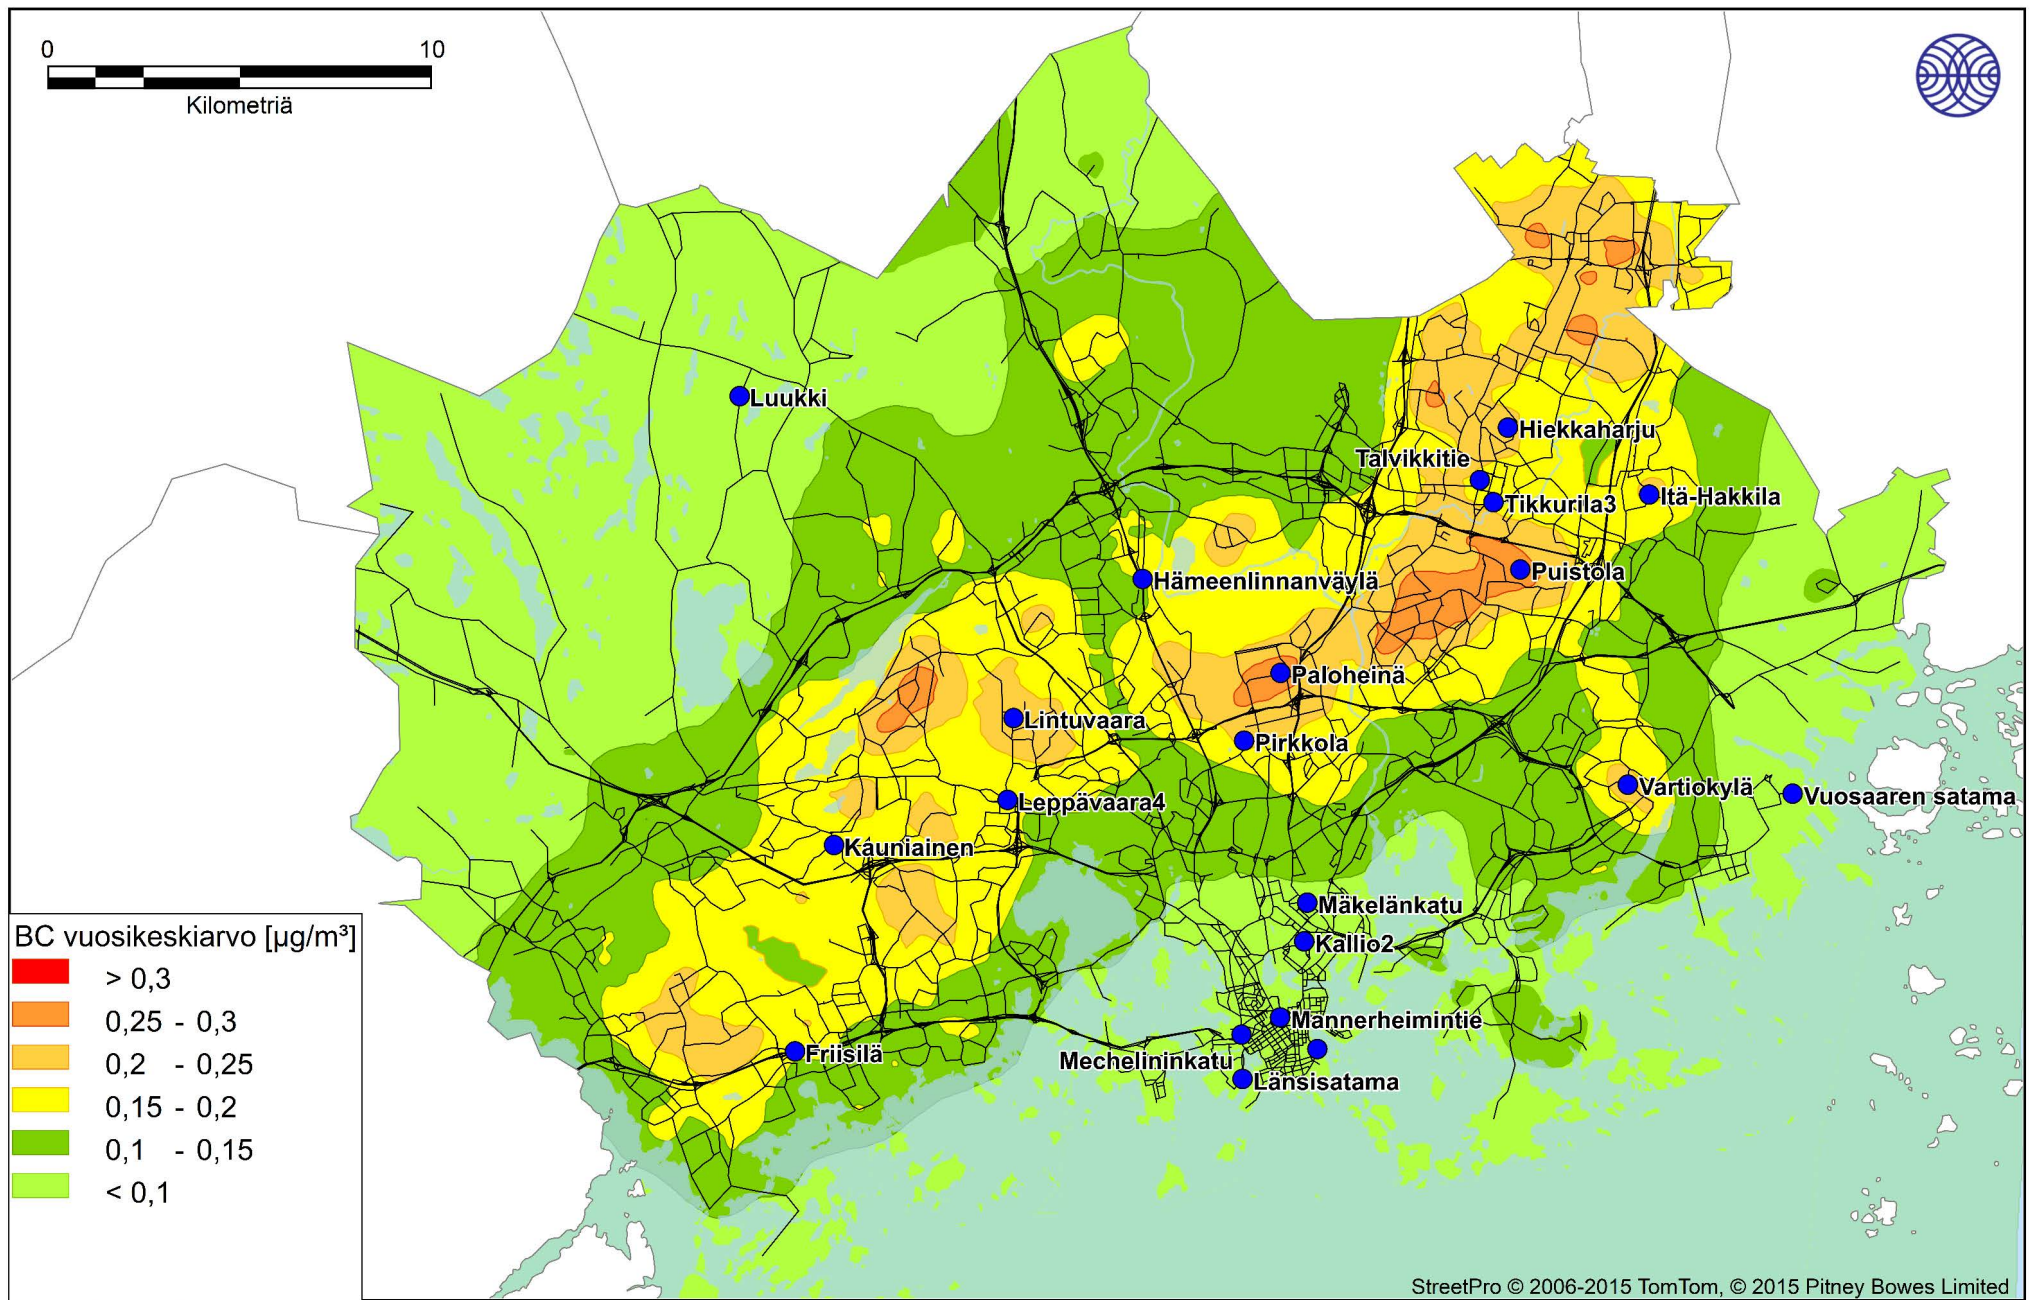 0 10
Kilometriä
Luukki
Hiekkaharju
Talvikkitie
Itä-Hakkila
Tikkurila3
Puistola
Hämeenlinnanväylä
Paloheinä
Lintuvaara
Pirkkola
Vartiokylä
Vuosaaren satama
Leppävaara4
Kauniainen
Mäkelänkatu
Kallio2
Mannerheimintie
Friisilä
Mechelininkatu
Länsisatama
BC vuosikeskiarvo [µg/m³]
> 0,3
0,25 - 0,3
0,2 - 0,25
0,15 - 0,2
0,1 - 0,15
< 0,1
StreetPro © 2006-2015 TomTom, © 2015 Pitney Bowes Limited